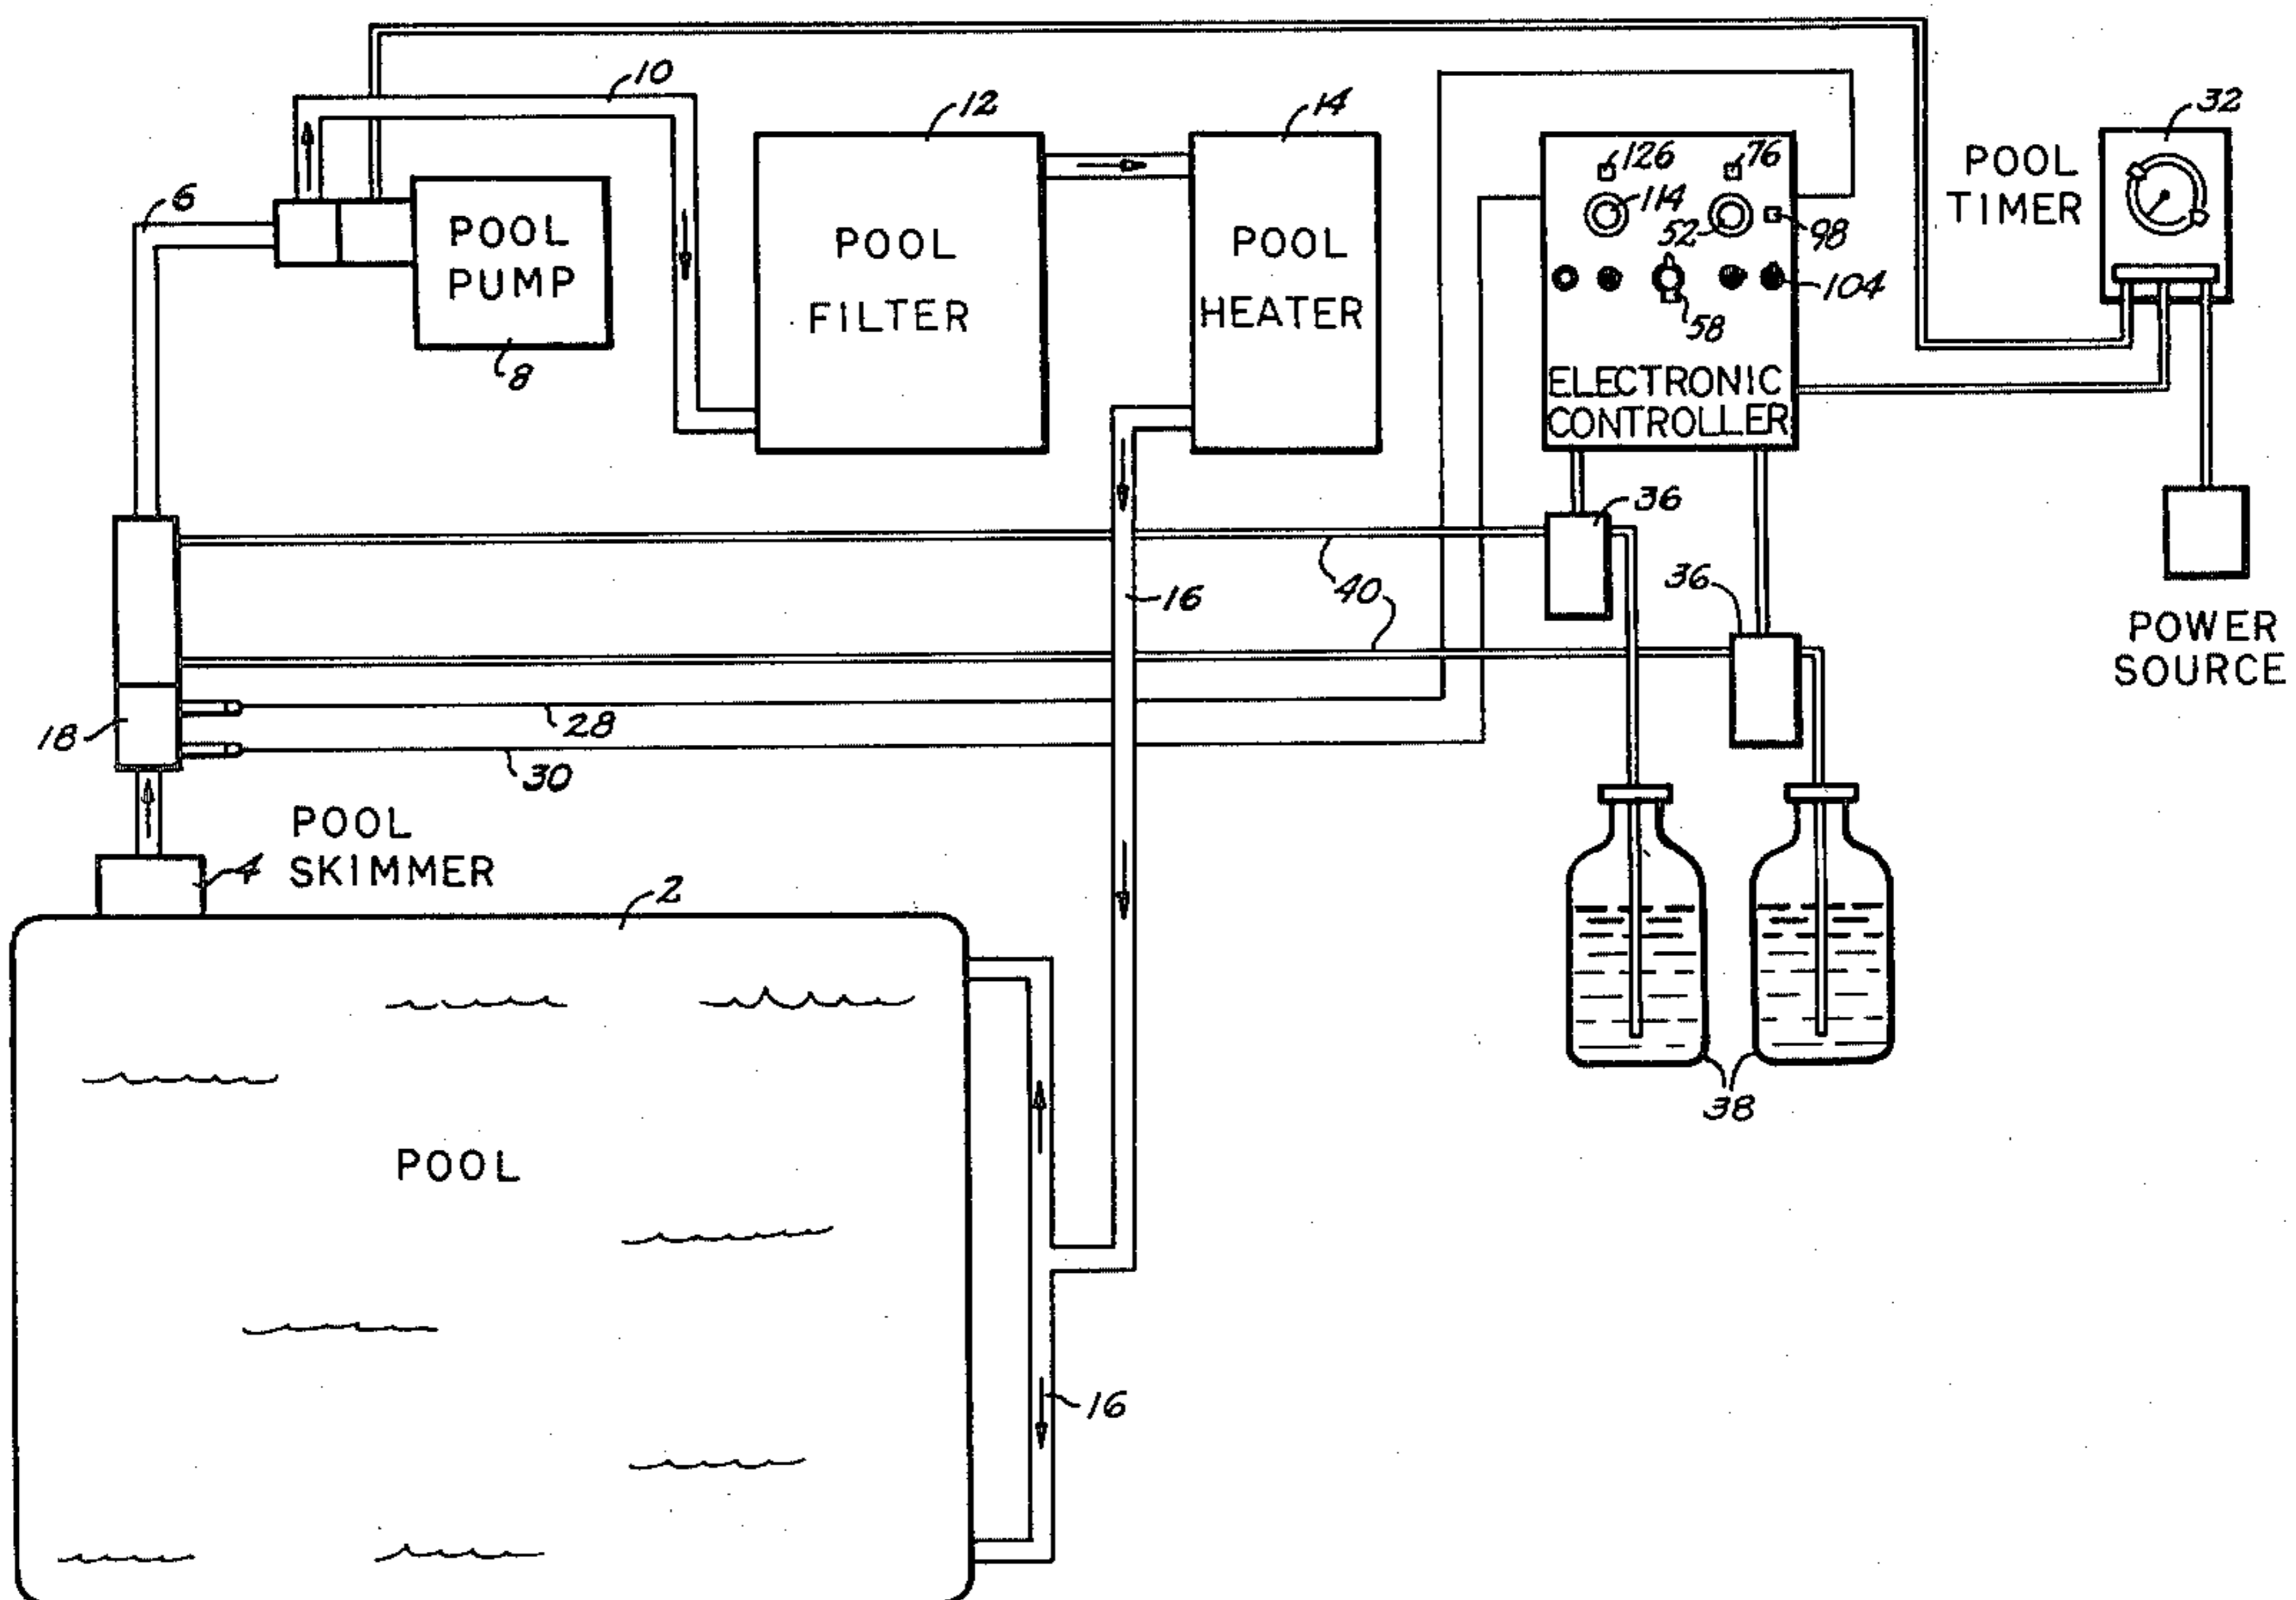 10
12
14
32
126
76
POOL
TIMER
6
114
52
98
POOL
PUMP
POOL
FILTER
POOL
HEATER
104
58
8
ELECTRONIC
CONTROLLER
36
40
16
36
POWER
SOURCE
28
18
30
POOL
SKIMMER
4
2
38
POOL
16